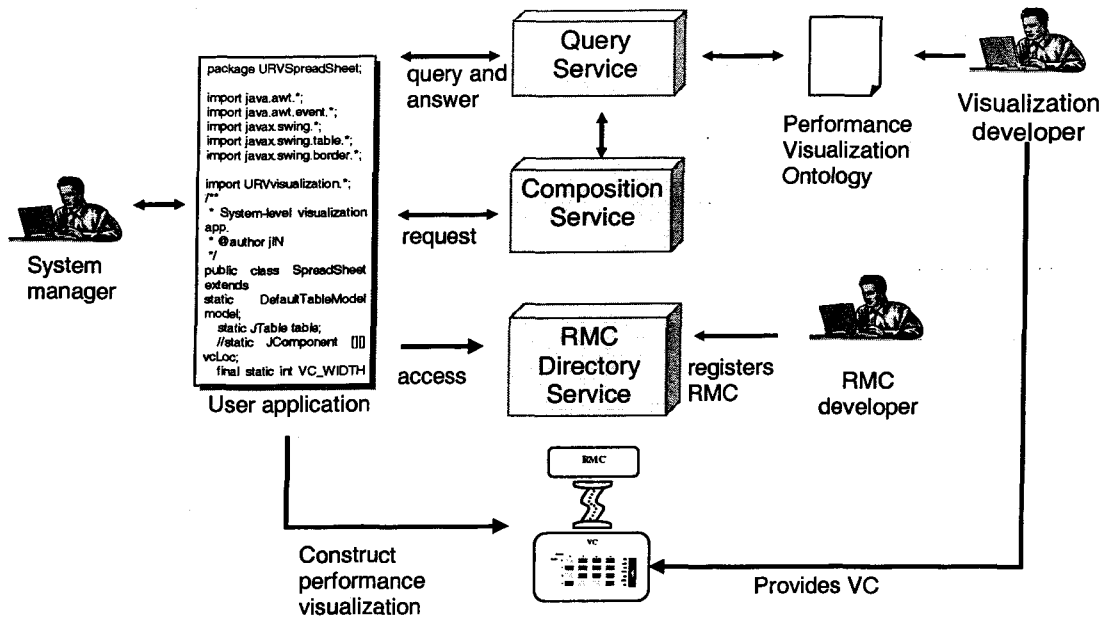 package URVSpreadSheet;
import java.awt.*;
import java.awt.event.*;
import javax.swing.*;
import javax.swing.table.*;
import javax.swing.border.*;
import URVvisualization.*;
/**
* System-level visualization
app.
* @author jIN
*/
public class SpreadSheet
extends
static DefaultTableModel
model;
static JTable table;
//static JComponent [][]
vcLoc;
final static int VC_WIDTH
User application
System
manager
query and
answer
request
access
Query
Service
Composition
Service
RMC
Directory
Service
Performance
Visualization
Ontology
Visualization
developer
registers
RMC
RMC
developer
RMC
VC
Construct
performance
visualization
Provides VC